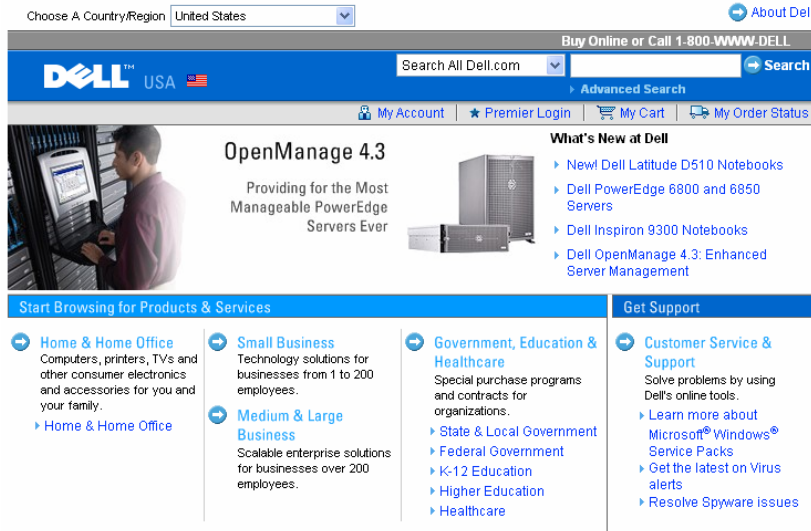 Choose A Country/Region United States
About Dell
Buy Online or Call 1-800-WWW-DELL
DELL™ USA
Search All Dell.com
Search
Advanced Search
My Account
Premier Login
My Cart
My Order Status
OpenManage 4.3
Providing for the Most
Manageable PowerEdge
Servers Ever
What's New at Dell
New! Dell Latitude D510 Notebooks
Dell PowerEdge 6800 and 6850
Servers
Dell Inspiron 9300 Notebooks
Dell OpenManage 4.3: Enhanced
Server Management
Start Browsing for Products & Services
Home & Home Office
Computers, printers, TVs and
other consumer electronics
and accessories for you and
your family.
Home & Home Office
Small Business
Technology solutions for
businesses from 1 to 200
employees.
Medium & Large
Business
Scalable enterprise solutions
for businesses over 200
employees.
Government, Education &
Healthcare
Special purchase programs
and contracts for
organizations.
State & Local Government
Federal Government
K-12 Education
Higher Education
Healthcare
Get Support
Customer Service &
Support
Solve problems by using
Dell's online tools.
Learn more about
Microsoft® Windows®
Service Packs
Get the latest on Virus
alerts
Resolve Spyware issues